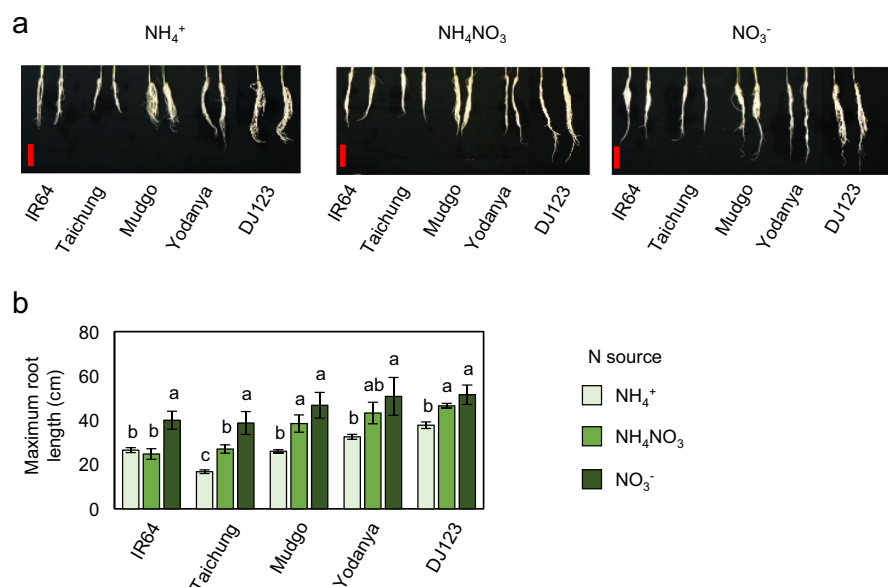 a
NH₄⁺
NH₄NO₃
NO₃⁻
IR64
Taichung
Mudgo
Yodanya
DJ123
IR64
Taichung
Mudgo
Yodanya
DJ123
IR64
Taichung
Mudgo
Yodanya
DJ123
b
Maximum root
length (cm)
80
60
40
20
0
b b a
c b a
b a a
b ab a
b a a
IR64
Taichung
Mudgo
Yodanya
DJ123
N source
NH₄⁺
NH₄NO₃
NO₃⁻